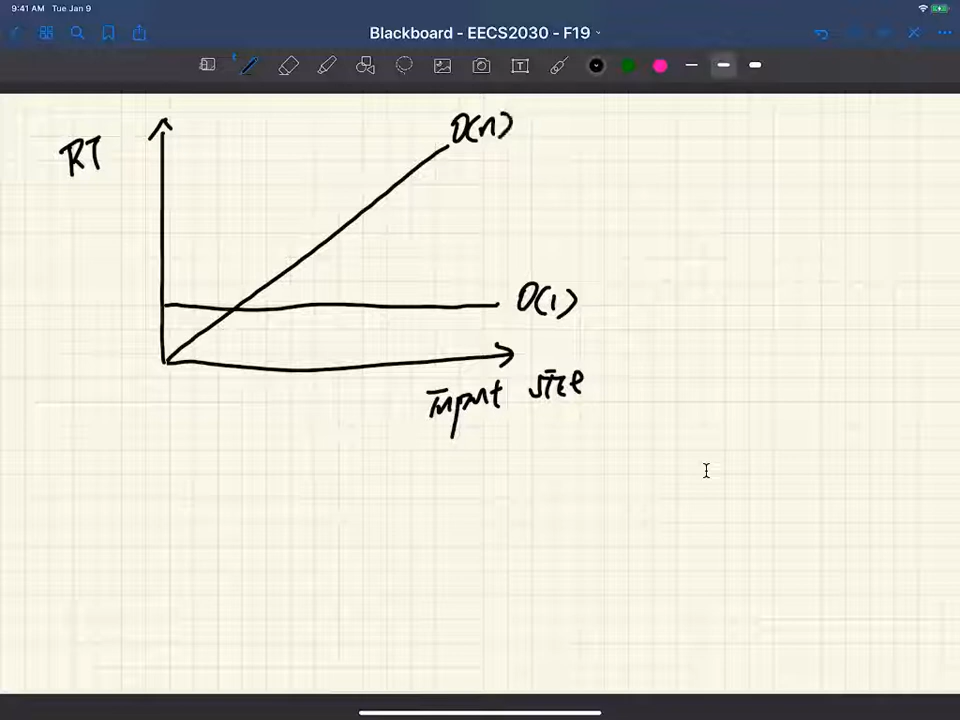 9:41 AM Tue Jan 9
Blackboard - EECS2030 - F19
RT
O(n)
O(1)
Input size